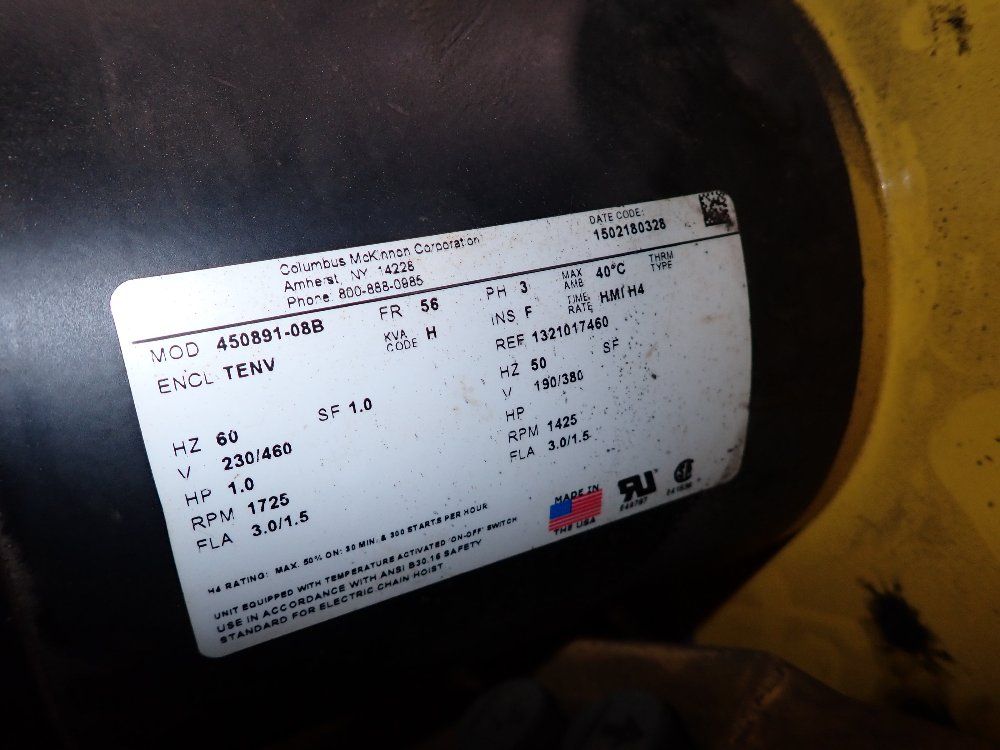 Columbus McKinnon Corporation
Amherst, NY 14228
Phone: 800-888-0985
DATE CODE:
1502180328
MOD 450891-08B FR 56 PH 3 MAX AMB 40°C THRM TYPE
ENCL TENV KVA CODE H INS F TIME RATE HMI H4
REF 1321017460
SF 1.0 HZ 50 SF
HZ 60 V 190/380
V 230/460 HP
HP 1.0 RPM 1425
RPM 1725 FLA 3.0/1.5
FLA 3.0/1.5
MADE IN
THE USA
H4 RATING: MAX. 50% ON: 30 MIN. & 300 STARTS PER HOUR
UNIT EQUIPPED WITH TEMPERATURE ACTIVATED 'ON-OFF' SWITCH
USE IN ACCORDANCE WITH ANSI B30.16 SAFETY
STANDARD FOR ELECTRIC CHAIN HOIST